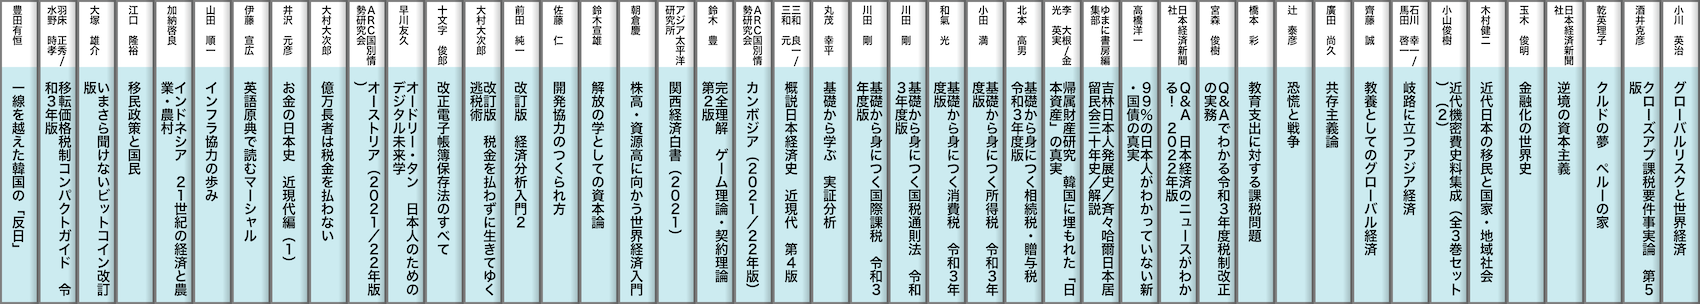 小川 英治
グローバルリスクと世界経済
酒井克彦
クローズアップ課税要件事実論 第5
版
乾英理子
クルドの夢 ペルーの家
日本経済新聞
社
逆境の資本主義
玉木 俊明
金融化の世界史
木村健二
近代日本の移民と国家・地域社会
小山俊樹
近代機密費史料集成（全3巻セット
）（2）
石川 幸一/
馬田 啓一
岐路に立つアジア経済
齊藤 誠
教養としてのグローバル経済
廣田 尚久
共存主義論
辻 泰彦
恐慌と戦争
橋本 彩
教育支出に対する課税問題
宮森 俊樹
Q&Aでわかる令和3年度税制改正
の実務
日本経済新聞
社
Q&A 日本経済のニュースがわか
る！ 2022年版
高橋洋一
99%の日本人がわかっていない新
・国債の真実
ゆまに書房編
集部
吉林日本人発展史/斉々哈爾日本居
留民会三十年史/解説
李 大根/金
光 英実
帰属財産研究 韓国に埋もれた「日
本資産」の真実
北本 高男
基礎から身につく相続税・贈与税
令和3年度版
小田 満
基礎から身につく所得税 令和3年
度版
和氣 光
基礎から身につく消費税 令和3年
度版
川田 剛
基礎から身につく国税通則法 令和
3年度版
川田 剛
基礎から身につく国際課税 令和3
年度版
丸茂 幸平
基礎から学ぶ 実証分析
三和 良一/
三和 元
概説日本経済史 近現代 第4版
ARC国別情
勢研究会
カンボジア（2021/22年版）
鈴木 豊
完全理解 ゲーム理論・契約理論
第2版
アジア太平洋
研究所
関西経済白書（2021）
朝倉慶
株高・資源高に向かう世界経済入門
鈴木宣雄
解放の学としての資本論
佐藤 仁
開発協力のつくられ方
前田 純一
改訂版 経済分析入門2
大村大次郎
改訂版 税金を払わずに生きてゆく
逃税術
十文字 俊郎
改正電子帳簿保存法のすべて
早川友久
オードリー・タン 日本人のための
デジタル未来学
ARC国別情
勢研究会
オーストリア（2021/22年版
）
大村大次郎
億万長者は税金を払わない
井沢 元彦
お金の日本史 近現代編（1）
伊藤 宣広
英語原典で読むマーシャル
山田 順一
インフラ協力の歩み
加納啓良
インドネシア 21世紀の経済と農
業・農村
江口 隆裕
移民政策と国民
大塚 雄介
いまさら聞けないビットコイン改訂
版
羽床 正秀/
水野 時孝
移転価格税制コンパクトガイド 令
和3年版
豊田有恒
一線を越えた韓国の「反日」